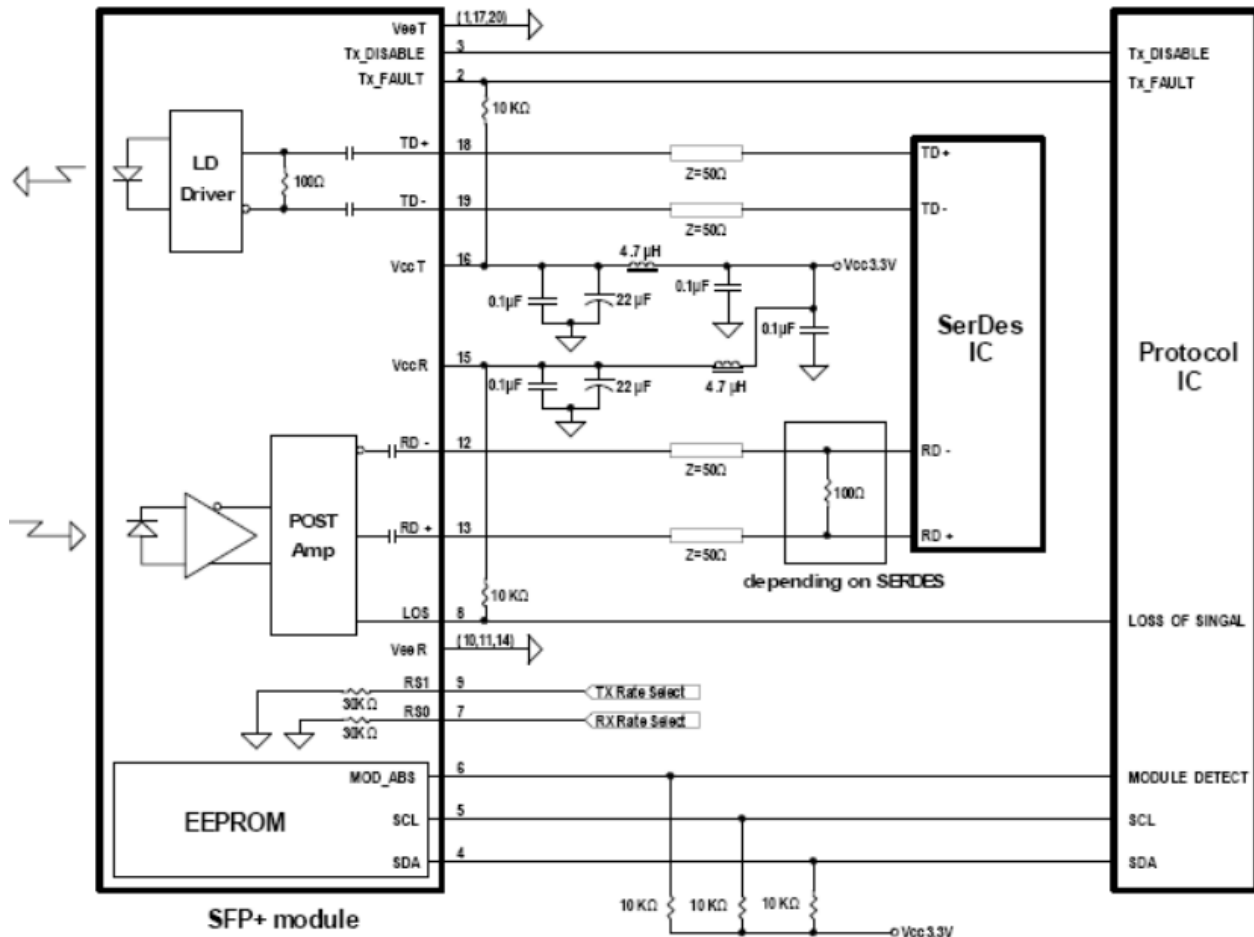 VeeT
(1,17,20)
Tx_DISABLE
3
Tx_DISABLE
Tx_FAULT
2
Tx_FAULT
10 KΩ
LD
Driver
100Ω
TD+
18
Z=50Ω
TD+
TD-
19
Z=50Ω
TD-
VccT
16
4.7 µH
Vcc3.3V
0.1µF
22 µF
0.1µF
0.1µF
SerDes
IC
Protocol
IC
VccR
15
0.1µF
22 µF
4.7 µH
RD -
12
Z=50Ω
RD -
100Ω
POST
Amp
RD +
13
Z=50Ω
RD +
depending on SERDES
10 KΩ
LOS
8
LOSS OF SINGAL
VeeR
(10,11,14)
RS1
9
TX Rate Select
30KΩ
RS0
7
RX Rate Select
30KΩ
MOD_ABS
6
MODULE DETECT
EEPROM
SCL
5
SCL
SDA
4
SDA
10 KΩ
10 KΩ
10 KΩ
Vcc3.3V
SFP+ module